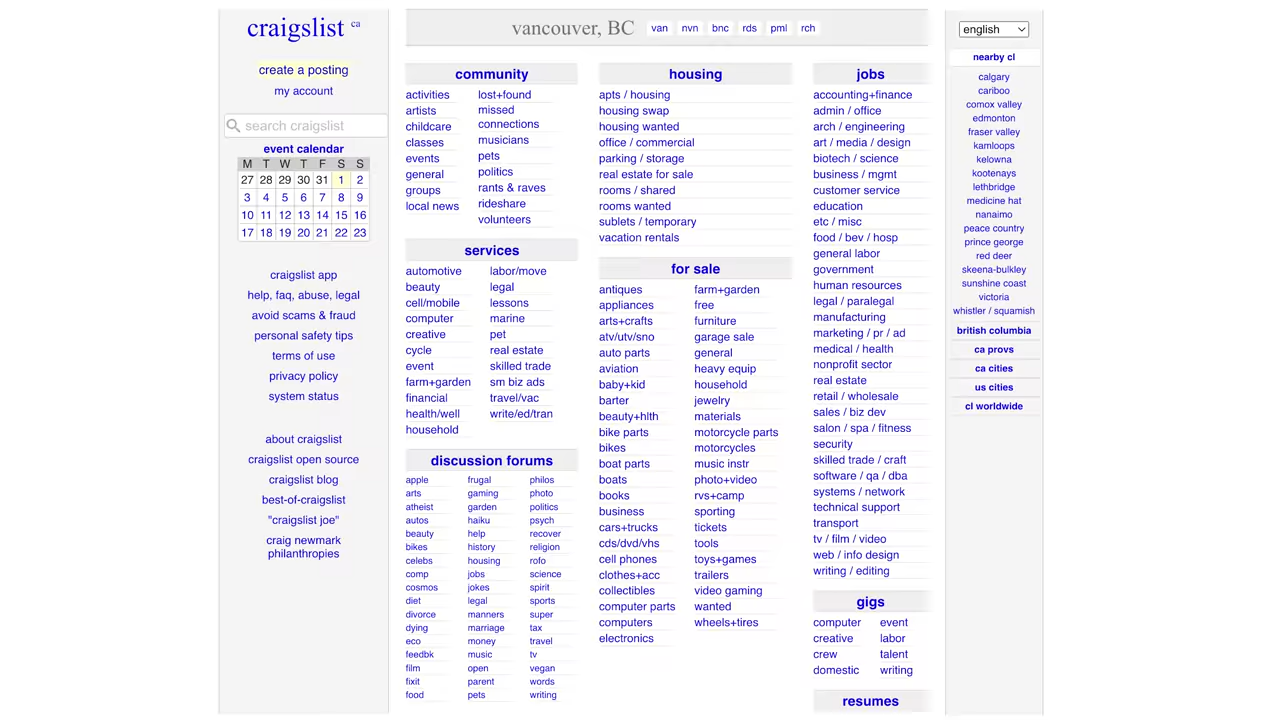 craigslist ca
create a posting
my account
search craigslist
event calendar
M T W T F S S
27 28 29 30 31 1 2
3 4 5 6 7 8 9
10 11 12 13 14 15 16
17 18 19 20 21 22 23
craigslist app
help, faq, abuse, legal
avoid scams & fraud
personal safety tips
terms of use
privacy policy
system status
about craigslist
craigslist open source
craigslist blog
best-of-craigslist
"craigslist joe"
craig newmark
philanthropies
vancouver, BC van nvn bnc rds pml rch
community
activities
artists
childcare
classes
events
general
groups
local news
lost+found
missed
connections
musicians
pets
politics
rants & raves
rideshare
volunteers
services
automotive
beauty
cell/mobile
computer
creative
cycle
event
farm+garden
financial
health/well
household
labor/move
legal
lessons
marine
pet
real estate
skilled trade
sm biz ads
travel/vac
write/ed/tran
discussion forums
apple
arts
atheist
autos
beauty
bikes
celebs
comp
cosmos
diet
divorce
dying
eco
feedbk
film
fixit
food
frugal
gaming
garden
haiku
help
history
housing
jobs
jokes
legal
manners
marriage
money
music
open
parent
pets
philos
photo
politics
psych
recover
religion
rofo
science
spirit
sports
super
tax
travel
tv
vegan
words
writing
housing
apts / housing
housing swap
housing wanted
office / commercial
parking / storage
real estate for sale
rooms / shared
rooms wanted
sublets / temporary
vacation rentals
for sale
antiques
appliances
arts+crafts
atv/utv/sno
auto parts
aviation
baby+kid
barter
beauty+hlth
bike parts
bikes
boat parts
boats
books
business
cars+trucks
cds/dvd/vhs
cell phones
clothes+acc
collectibles
computer parts
computers
electronics
farm+garden
free
furniture
garage sale
general
heavy equip
household
jewelry
materials
motorcycle parts
motorcycles
music instr
photo+video
rvs+camp
sporting
tickets
tools
toys+games
trailers
video gaming
wanted
wheels+tires
jobs
accounting+finance
admin / office
arch / engineering
art / media / design
biotech / science
business / mgmt
customer service
education
etc / misc
food / bev / hosp
general labor
government
human resources
legal / paralegal
manufacturing
marketing / pr / ad
medical / health
nonprofit sector
real estate
retail / wholesale
sales / biz dev
salon / spa / fitness
security
skilled trade / craft
software / qa / dba
systems / network
technical support
transport
tv / film / video
web / info design
writing / editing
gigs
computer
creative
crew
domestic
event
labor
talent
writing
resumes
english
nearby cl
calgary
cariboo
comox valley
edmonton
fraser valley
kamloops
kelowna
kootenays
lethbridge
medicine hat
nanaimo
peace country
prince george
red deer
skeena-bulkley
sunshine coast
victoria
whistler / squamish
british columbia
ca provs
ca cities
us cities
cl worldwide